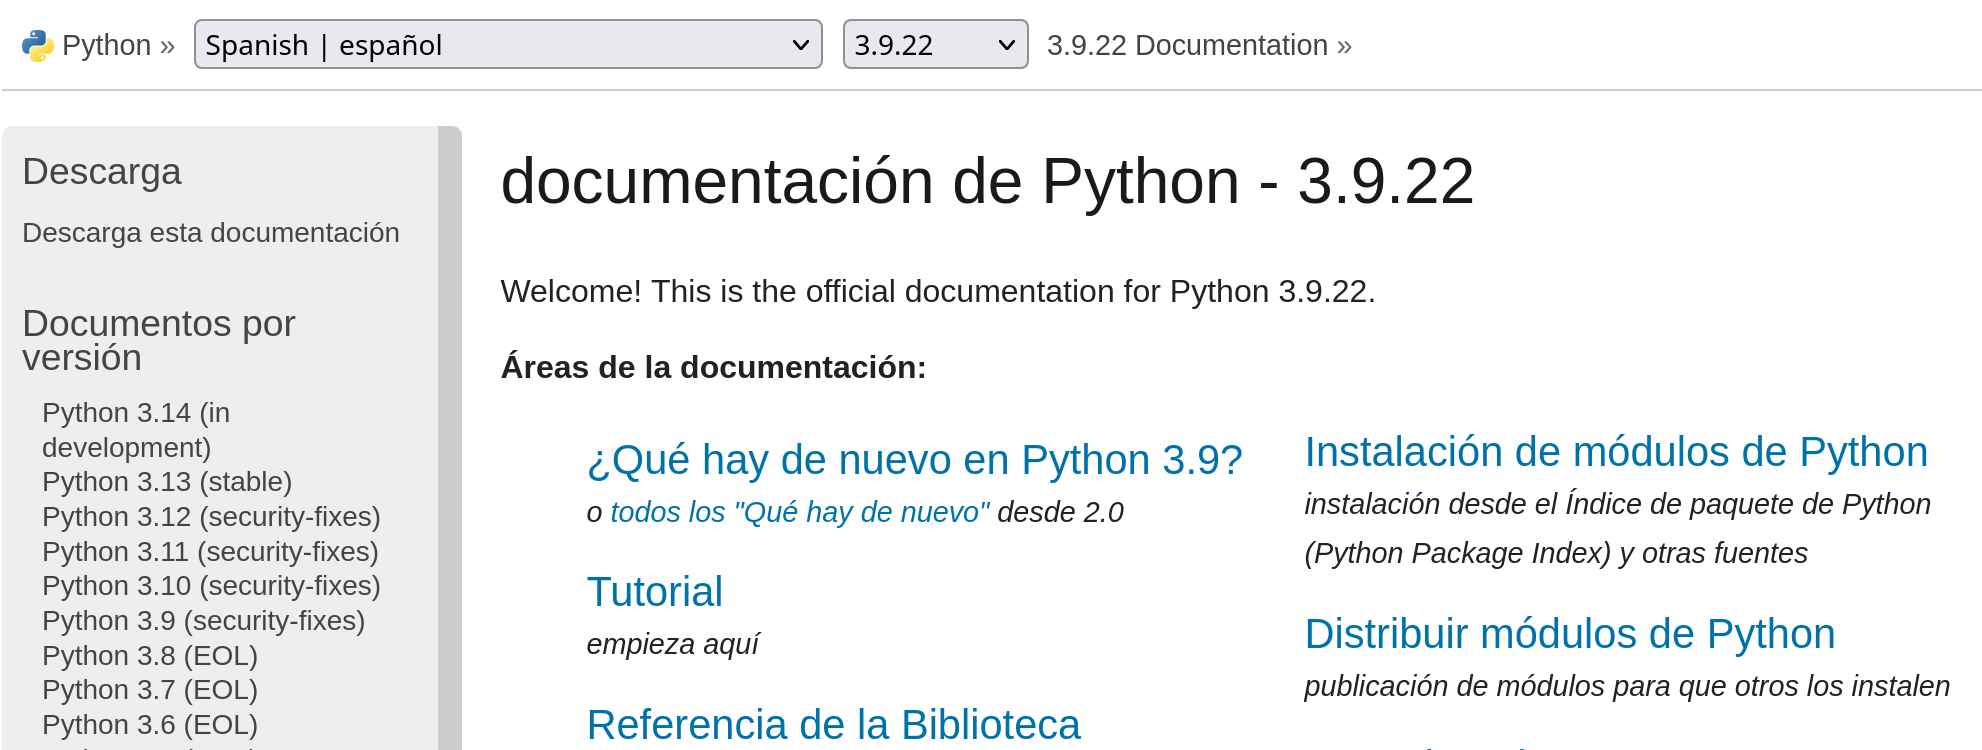 Python »
Spanish | español
3.9.22
3.9.22 Documentation »
Descarga
Descarga esta documentación
Documentos por
versión
Python 3.14 (in
development)
Python 3.13 (stable)
Python 3.12 (security-fixes)
Python 3.11 (security-fixes)
Python 3.10 (security-fixes)
Python 3.9 (security-fixes)
Python 3.8 (EOL)
Python 3.7 (EOL)
Python 3.6 (EOL)
documentación de Python - 3.9.22
Welcome! This is the official documentation for Python 3.9.22.
Áreas de la documentación:
¿Qué hay de nuevo en Python 3.9?
o todos los "Qué hay de nuevo" desde 2.0
Tutorial
empieza aquí
Referencia de la Biblioteca
Instalación de módulos de Python
instalación desde el Índice de paquete de Python
(Python Package Index) y otras fuentes
Distribuir módulos de Python
publicación de módulos para que otros los instalen